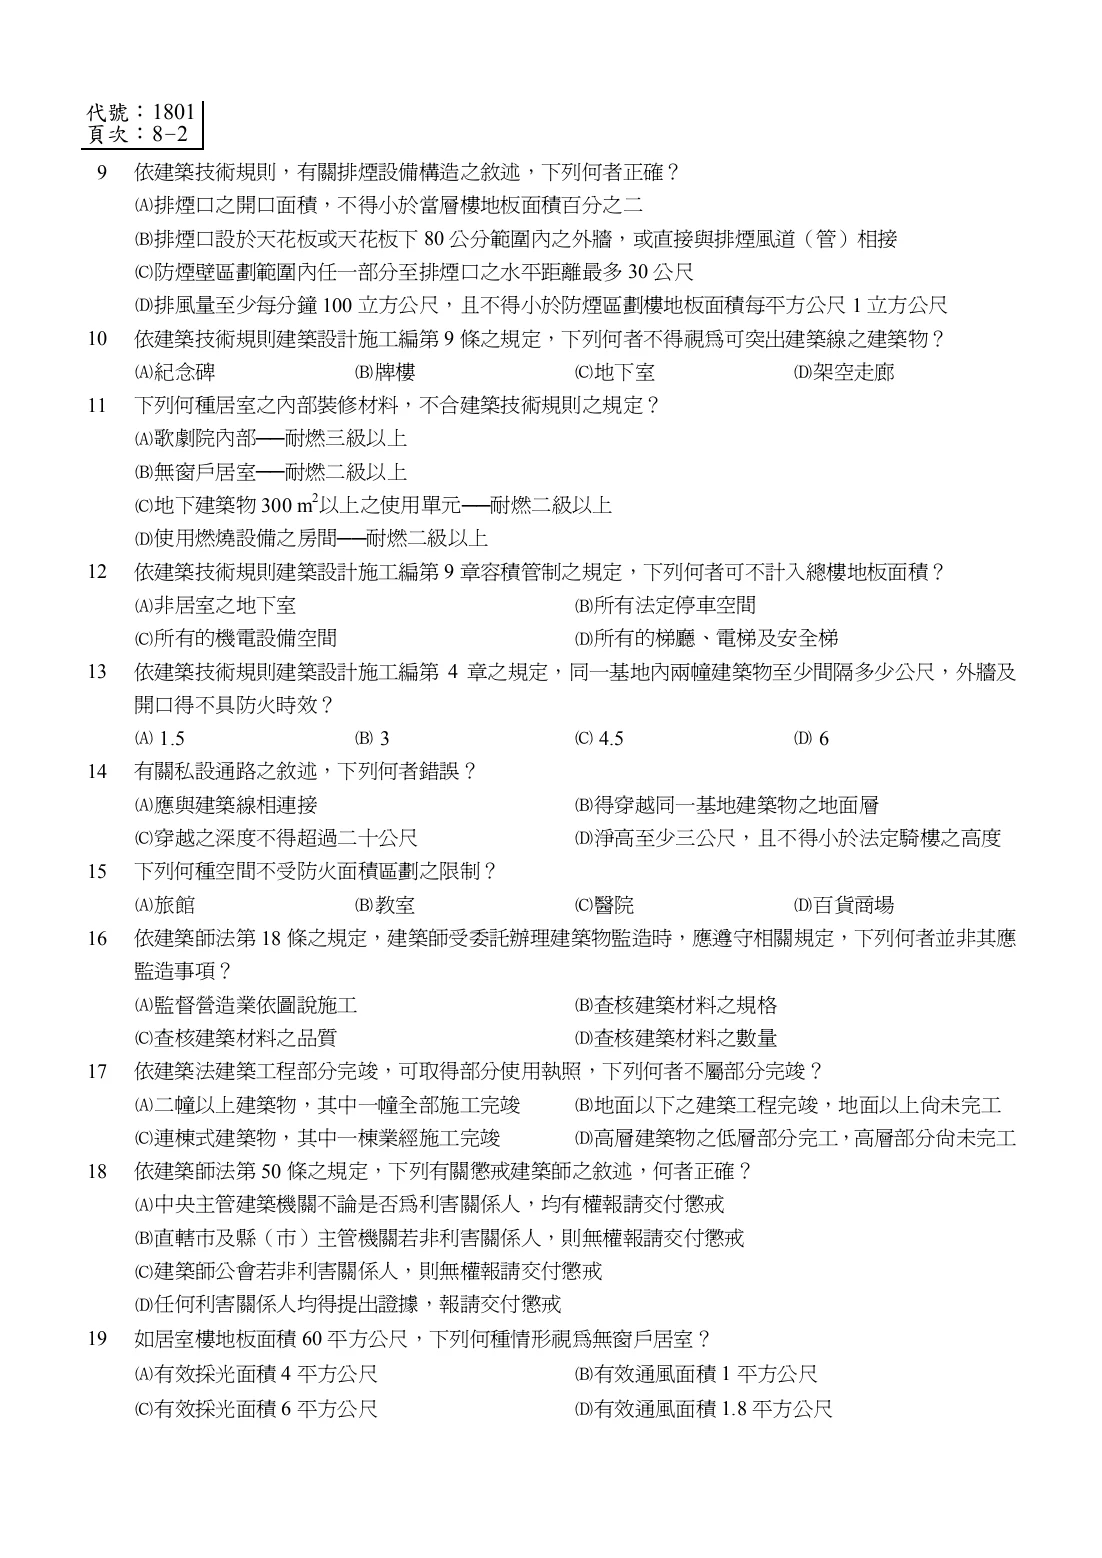 代號：1801
頁次：8－2
9 依建築技術規則，有關排煙設備構造之敘述，下列何者正確？
(A)排煙口之開口面積，不得小於當層樓地板面積百分之二
(B)排煙口設於天花板或天花板下 80 公分範圍內之外牆，或直接與排煙風道（管）相接
(C)防煙壁區劃範圍內任一部分至排煙口之水平距離最多 30 公尺
(D)排風量至少每分鐘 100 立方公尺，且不得小於防煙區劃樓地板面積每平方公尺 1 立方公尺
10 依建築技術規則建築設計施工編第 9 條之規定，下列何者不得視為可突出建築線之建築物？
(A)紀念碑 (B)牌樓 (C)地下室 (D)架空走廊
11 下列何種居室之內部裝修材料，不合建築技術規則之規定？
(A)歌劇院內部──耐燃三級以上
(B)無窗戶居室──耐燃二級以上
(C)地下建築物 300 m²以上之使用單元──耐燃二級以上
(D)使用燃燒設備之房間──耐燃二級以上
12 依建築技術規則建築設計施工編第 9 章容積管制之規定，下列何者可不計入總樓地板面積？
(A)非居室之地下室 (B)所有法定停車空間
(C)所有的機電設備空間 (D)所有的梯廳、電梯及安全梯
13 依建築技術規則建築設計施工編第 4 章之規定，同一基地內兩幢建築物至少間隔多少公尺，外牆及
開口得不具防火時效？
(A) 1.5 (B) 3 (C) 4.5 (D) 6
14 有關私設通路之敘述，下列何者錯誤？
(A)應與建築線相連接 (B)得穿越同一基地建築物之地面層
(C)穿越之深度不得超過二十公尺 (D)淨高至少三公尺，且不得小於法定騎樓之高度
15 下列何種空間不受防火面積區劃之限制？
(A)旅館 (B)教室 (C)醫院 (D)百貨商場
16 依建築師法第 18 條之規定，建築師受委託辦理建築物監造時，應遵守相關規定，下列何者並非其應
監造事項？
(A)監督營造業依圖說施工 (B)查核建築材料之規格
(C)查核建築材料之品質 (D)查核建築材料之數量
17 依建築法建築工程部分完竣，可取得部分使用執照，下列何者不屬部分完竣？
(A)二幢以上建築物，其中一幢全部施工完竣 (B)地面以下之建築工程完竣，地面以上尚未完工
(C)連棟式建築物，其中一棟業經施工完竣 (D)高層建築物之低層部分完工，高層部分尚未完工
18 依建築師法第 50 條之規定，下列有關懲戒建築師之敘述，何者正確？
(A)中央主管建築機關不論是否為利害關係人，均有權報請交付懲戒
(B)直轄市及縣（市）主管機關若非利害關係人，則無權報請交付懲戒
(C)建築師公會若非利害關係人，則無權報請交付懲戒
(D)任何利害關係人均得提出證據，報請交付懲戒
19 如居室樓地板面積 60 平方公尺，下列何種情形視為無窗戶居室？
(A)有效採光面積 4 平方公尺 (B)有效通風面積 1 平方公尺
(C)有效採光面積 6 平方公尺 (D)有效通風面積 1.8 平方公尺